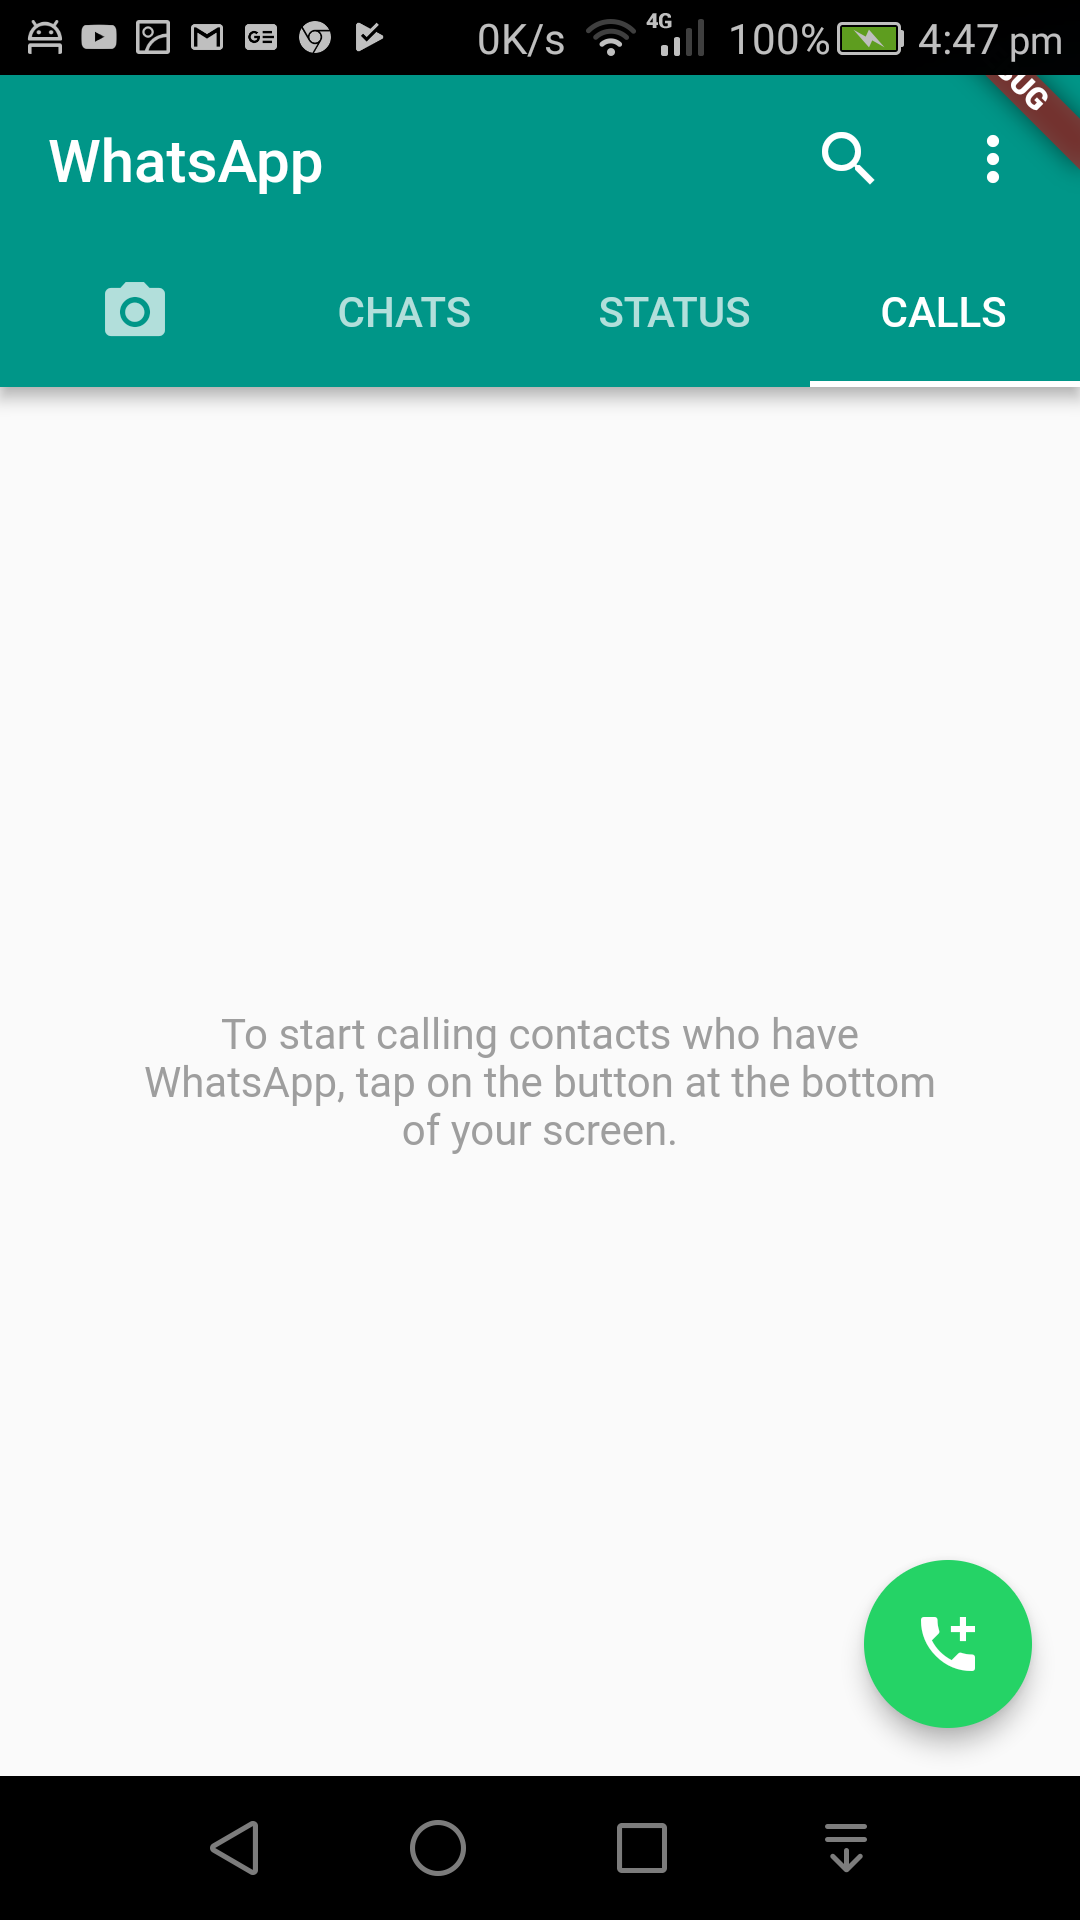 0K/s 4G 100% 4:47 pm
UG
WhatsApp
CHATS STATUS CALLS
To start calling contacts who have
WhatsApp, tap on the button at the bottom
of your screen.